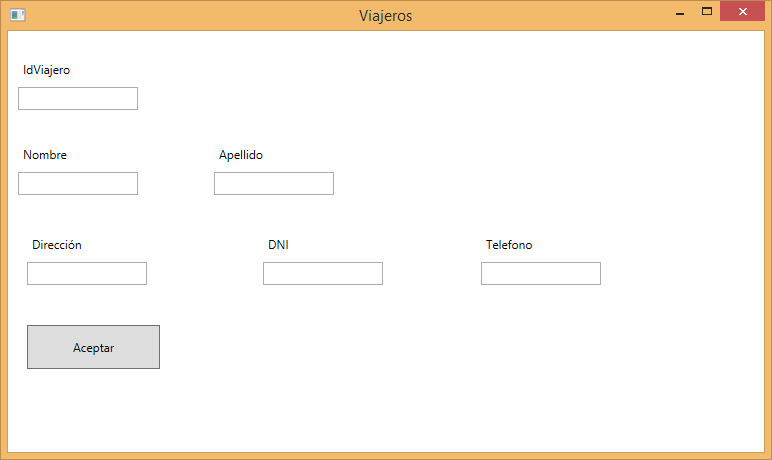 Viajeros
IdViajero
Nombre Apellido
Dirección DNI Telefono
Aceptar